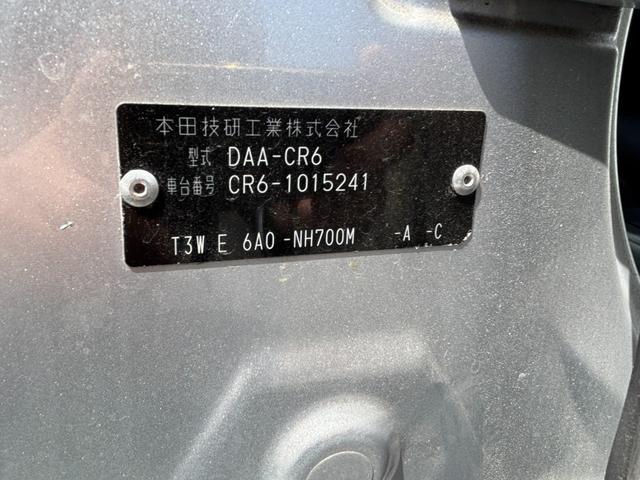 本田技研工業株式会社
型式 DAA-CR6
車台番号 CR6-1015241
T3W E 6A0 -NH700M -A -C